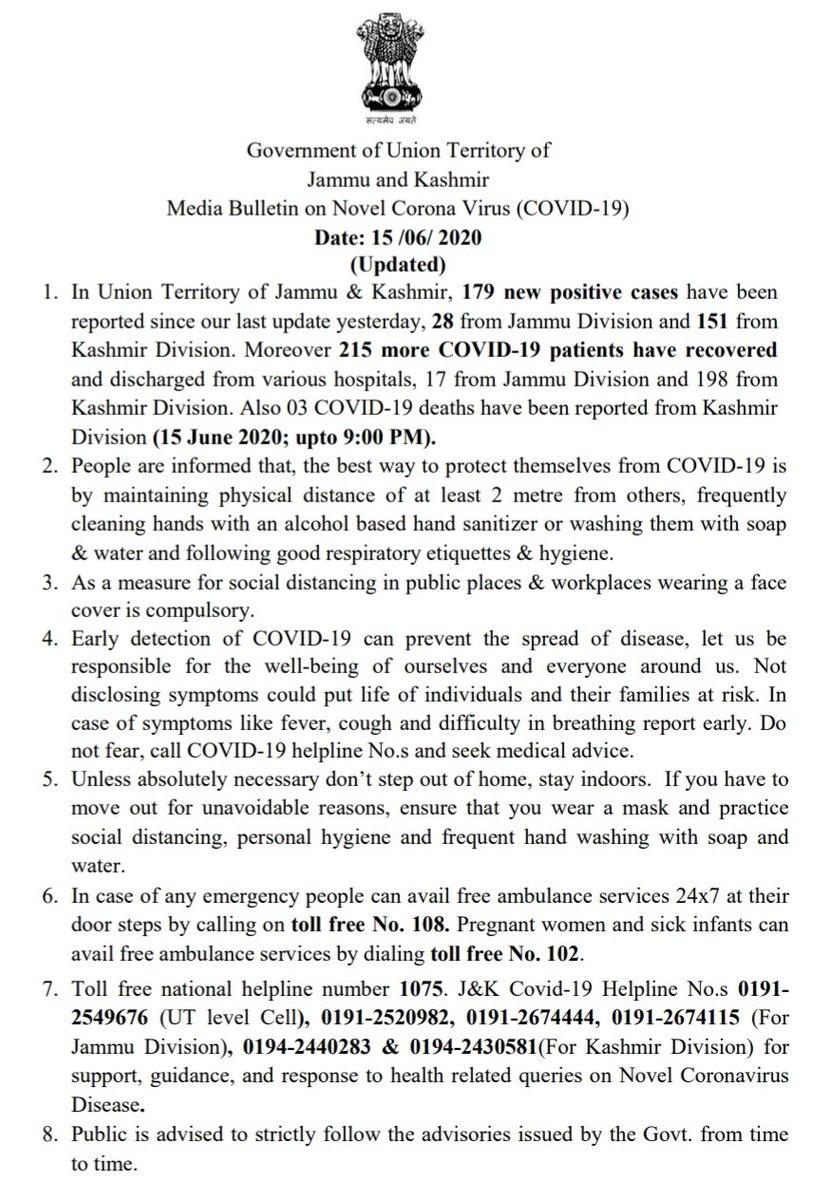 सत्यमेव जयते
Government of Union Territory of
Jammu and Kashmir
Media Bulletin on Novel Corona Virus (COVID-19)
Date: 15 /06/ 2020
(Updated)
1. In Union Territory of Jammu & Kashmir, 179 new positive cases have been
reported since our last update yesterday, 28 from Jammu Division and 151 from
Kashmir Division. Moreover 215 more COVID-19 patients have recovered
and discharged from various hospitals, 17 from Jammu Division and 198 from
Kashmir Division. Also 03 COVID-19 deaths have been reported from Kashmir
Division (15 June 2020; upto 9:00 PM).
2. People are informed that, the best way to protect themselves from COVID-19 is
by maintaining physical distance of at least 2 metre from others, frequently
cleaning hands with an alcohol based hand sanitizer or washing them with soap
& water and following good respiratory etiquettes & hygiene.
3. As a measure for social distancing in public places & workplaces wearing a face
cover is compulsory.
4. Early detection of COVID-19 can prevent the spread of disease, let us be
responsible for the well-being of ourselves and everyone around us. Not
disclosing symptoms could put life of individuals and their families at risk. In
case of symptoms like fever, cough and difficulty in breathing report early. Do
not fear, call COVID-19 helpline No.s and seek medical advice.
5. Unless absolutely necessary don’t step out of home, stay indoors. If you have to
move out for unavoidable reasons, ensure that you wear a mask and practice
social distancing, personal hygiene and frequent hand washing with soap and
water.
6. In case of any emergency people can avail free ambulance services 24x7 at their
door steps by calling on toll free No. 108. Pregnant women and sick infants can
avail free ambulance services by dialing toll free No. 102.
7. Toll free national helpline number 1075. J&K Covid-19 Helpline No.s 0191-
2549676 (UT level Cell), 0191-2520982, 0191-2674444, 0191-2674115 (For
Jammu Division), 0194-2440283 & 0194-2430581(For Kashmir Division) for
support, guidance, and response to health related queries on Novel Coronavirus
Disease.
8. Public is advised to strictly follow the advisories issued by the Govt. from time
to time.